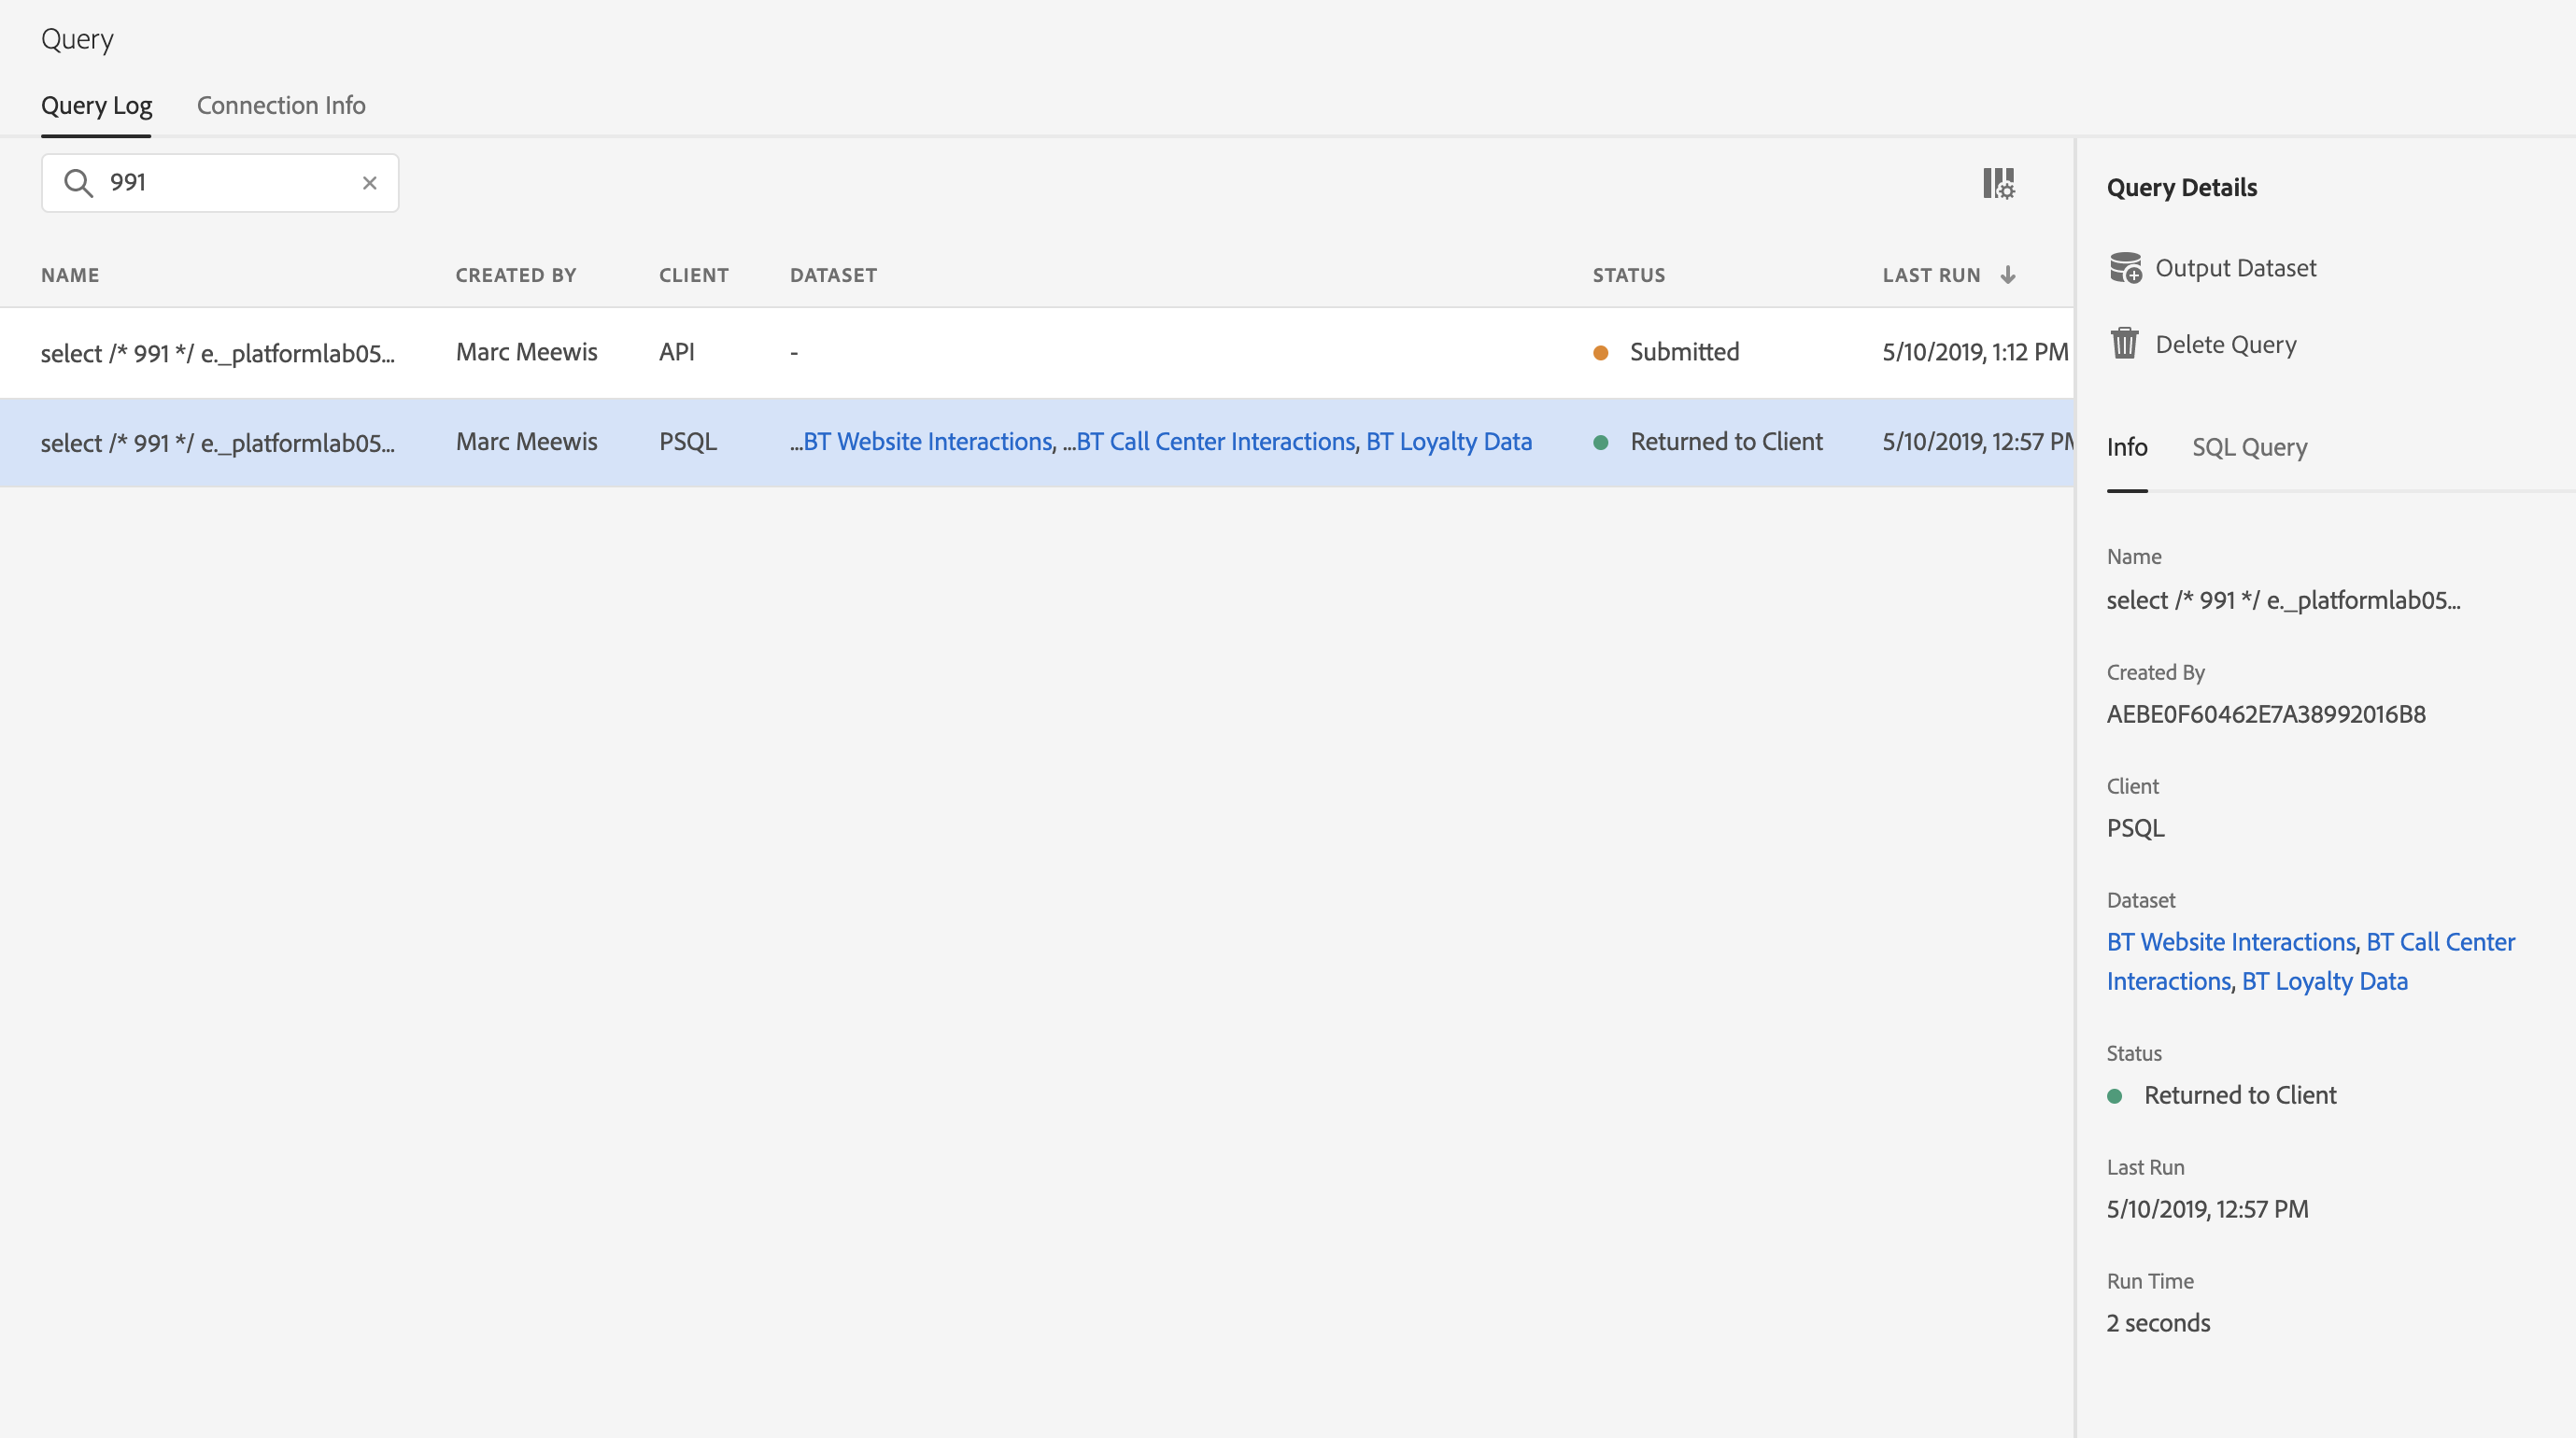 Query
Query Log Connection Info
991
NAME CREATED BY CLIENT DATASET STATUS LAST RUN
select /* 991 */ e._platformlab05... Marc Meewis API - Submitted 5/10/2019, 1:12 PM
select /* 991 */ e._platformlab05... Marc Meewis PSQL ...BT Website Interactions, ...BT Call Center Interactions, BT Loyalty Data Returned to Client 5/10/2019, 12:57 PM
Query Details
Output Dataset
Delete Query
Info SQL Query
Name
select /* 991 */ e._platformlab05...
Created By
AEBE0F60462E7A38992016B8
Client
PSQL
Dataset
BT Website Interactions, BT Call Center
Interactions, BT Loyalty Data
Status
Returned to Client
Last Run
5/10/2019, 12:57 PM
Run Time
2 seconds